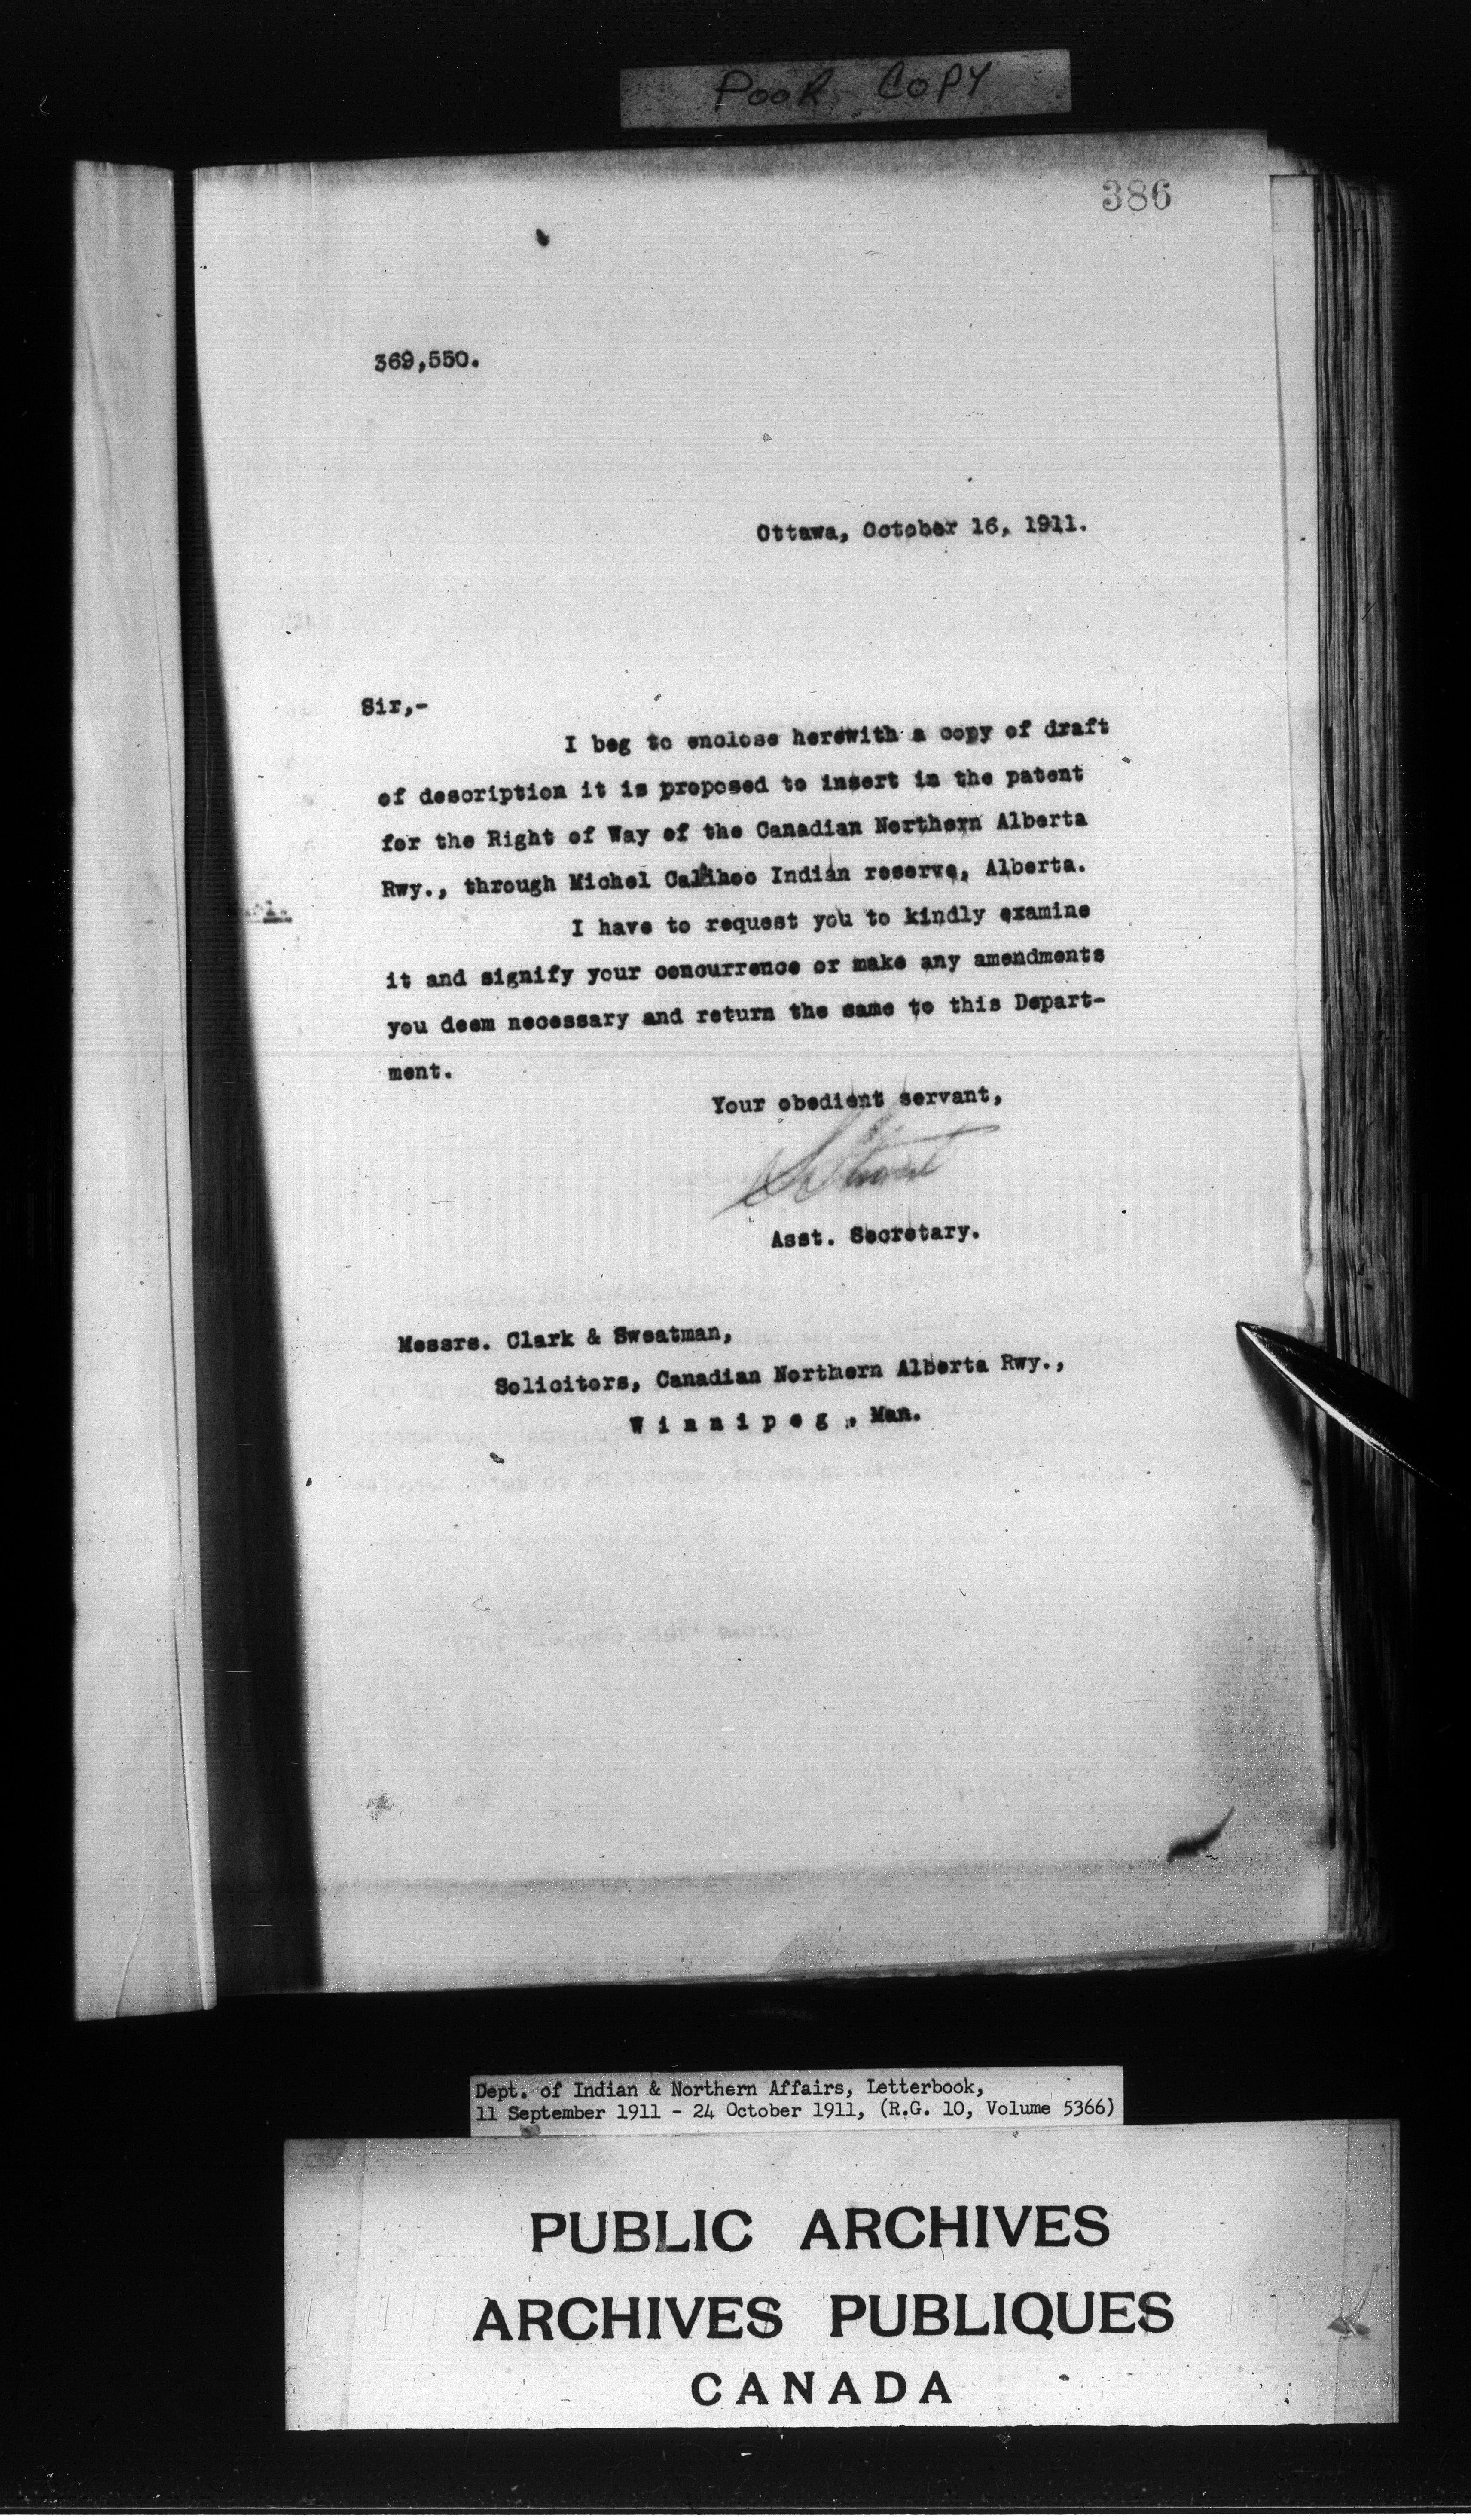 POOR COPY
386
369,550.
Ottawa, October 16, 1911.
Sir,-
I beg to enclose herewith a copy of draft
of description it is proposed to insert in the patent
for the Right of Way of the Canadian Northern Alberta
Rwy., through Michel Calihoo Indian reserve, Alberta.
I have to request you to kindly examine
it and signify your concurrence or make any amendments
you deem necessary and return the same to this Depart-
ment.
Your obedient servant,
Asst. Secretary.
Messrs. Clark & Sweatman,
Solicitors, Canadian Northern Alberta Rwy.,
W i n n i p e g , Man.
Dept. of Indian & Northern Affairs, Letterbook,
11 September 1911 - 24 October 1911, (R.G. 10, Volume 5366)
PUBLIC ARCHIVES
ARCHIVES PUBLIQUES
CANADA